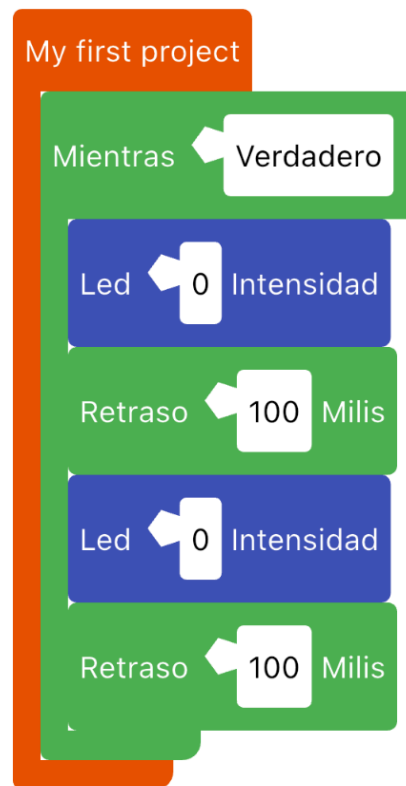 My first project
Mientras Verdadero
Led 0 Intensidad
Retraso 100 Milis
Led 0 Intensidad
Retraso 100 Milis